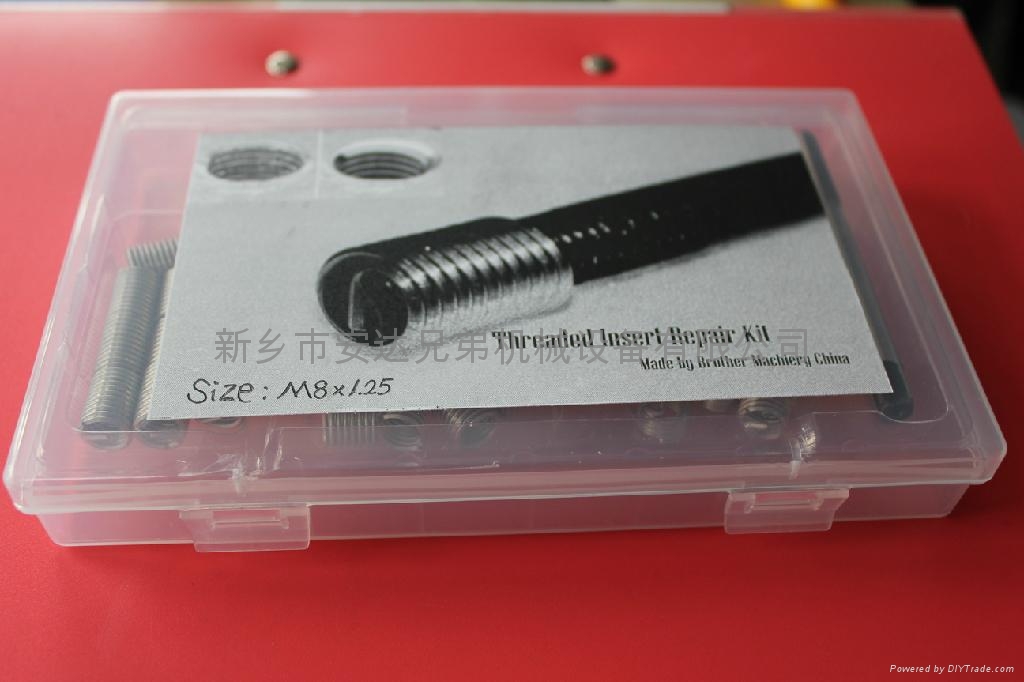 Threaded Insert Repair Kit
新乡市安达兄弟机械设备有限公司
Made by Brother Machiery China
Size: M8x1.25
Powered by DIYTrade.com